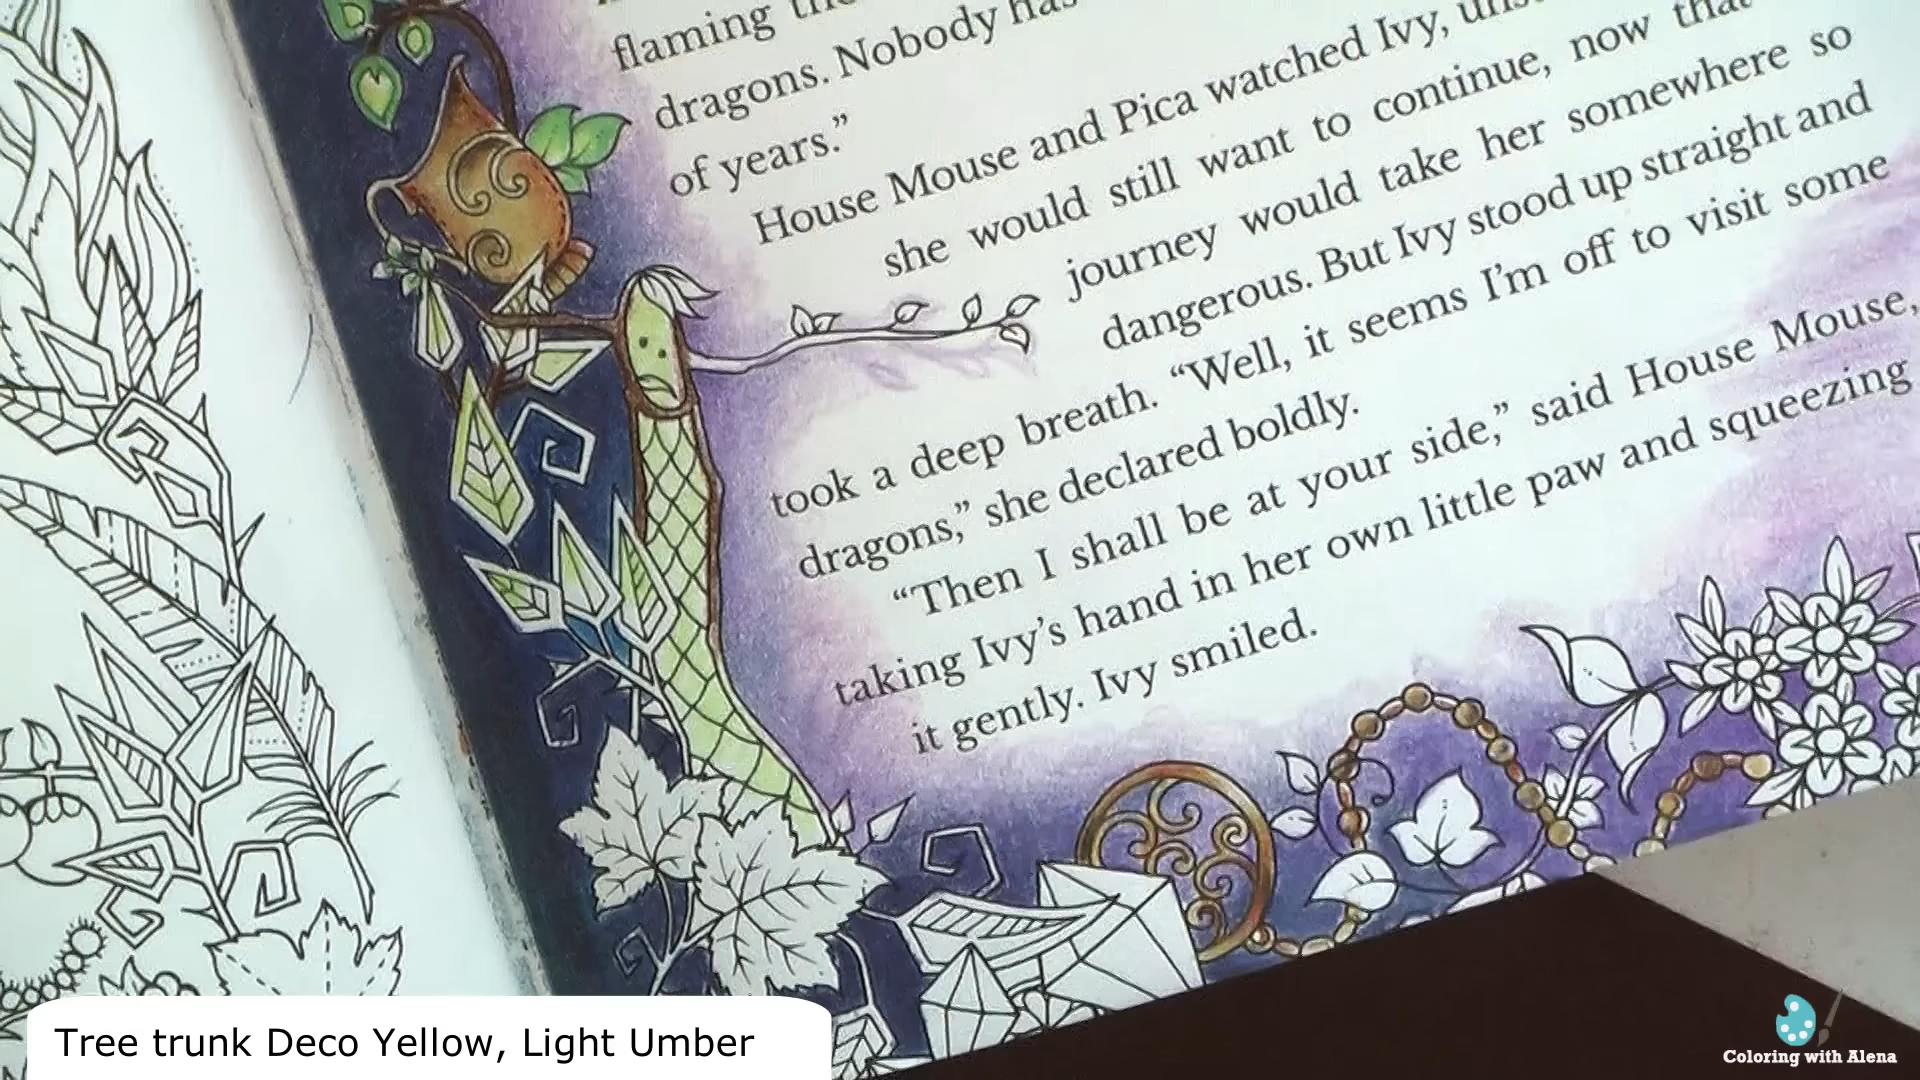 flaming the
dragons. Nobody has
of years.”
House Mouse and Pica watched Ivy,
she would still want to continue, now
journey would take her somewhere so
dangerous. But Ivy stood up straight and
took a deep breath. “Well, it seems I’m off to visit some
dragons,” she declared boldly.
“Then I shall be at your side,” said House Mouse,
taking Ivy’s hand in her own little paw and squeezing
it gently. Ivy smiled.
Tree trunk Deco Yellow, Light Umber
Coloring with Alena